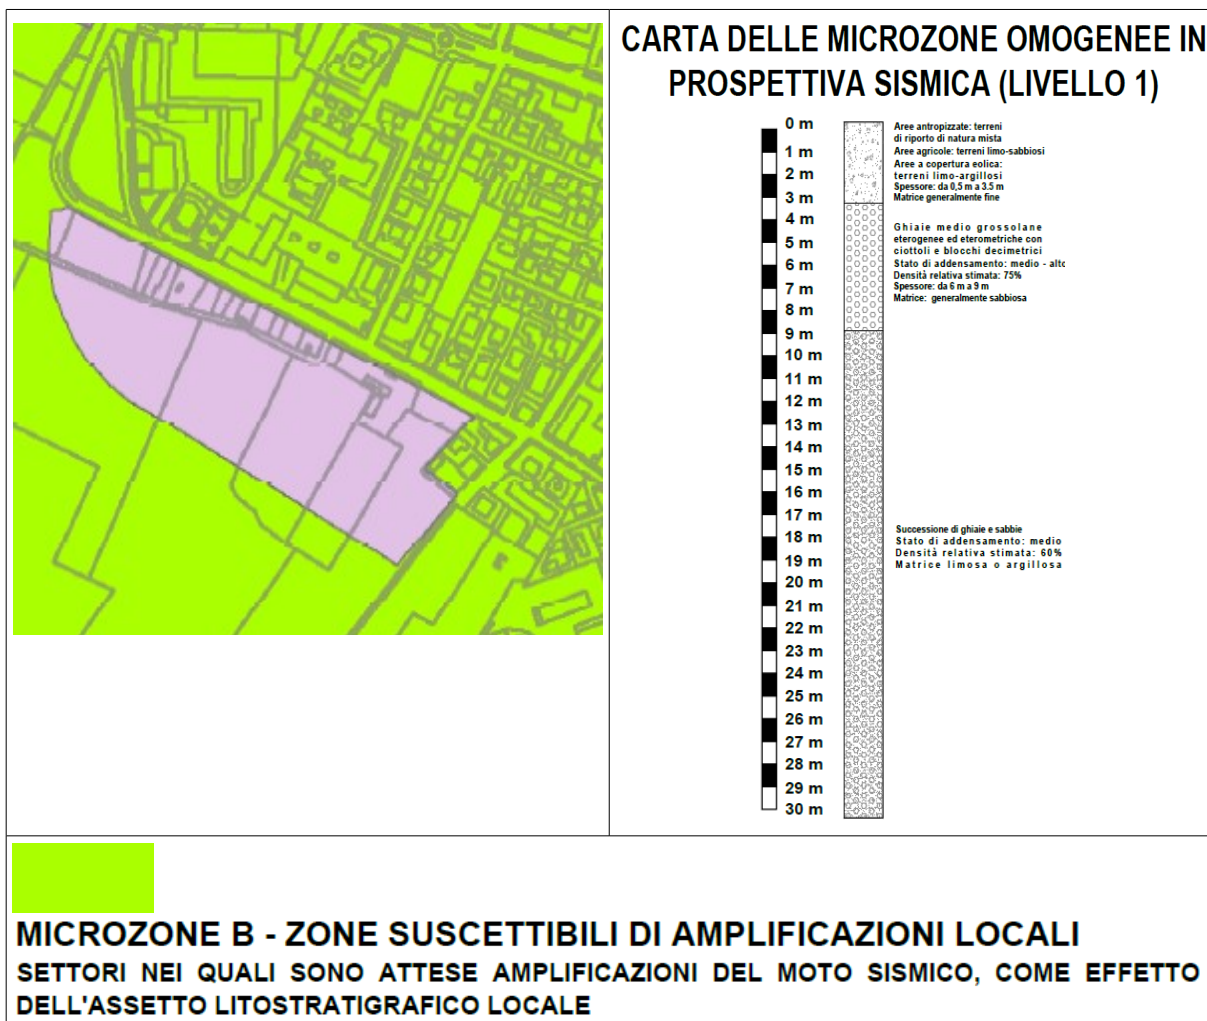 CARTA DELLE MICROZONE OMOGENEE IN
PROSPETTIVA SISMICA (LIVELLO 1)
0 m
1 m
2 m
3 m
4 m
5 m
6 m
7 m
8 m
9 m
10 m
11 m
12 m
13 m
14 m
15 m
16 m
17 m
18 m
19 m
20 m
21 m
22 m
23 m
24 m
25 m
26 m
27 m
28 m
29 m
30 m
Aree antropizzate: terreni
di riporto di natura mista
Aree agricole: terreni limo-sabbiosi
Aree a copertura eolica:
terreni limo-argillosi
Spessore: da 0,5 m a 3.5 m
Matrice generalmente fine
Ghiaie medio grossolane
eterogenee ed eterometriche con
ciottoli e blocchi decimetrici
Stato di addensamento: medio - alto
Densità relativa stimata: 75%
Spessore: da 6 m a 9 m
Matrice: generalmente sabbiosa
Successione di ghiaie e sabbie
Stato di addensamento: medio
Densità relativa stimata: 60%
Matrice limosa o argillosa
MICROZONE B - ZONE SUSCETTIBILI DI AMPLIFICAZIONI LOCALI
SETTORI NEI QUALI SONO ATTESE AMPLIFICAZIONI DEL MOTO SISMICO, COME EFFETTO
DELL'ASSETTO LITOSTRATIGRAFICO LOCALE